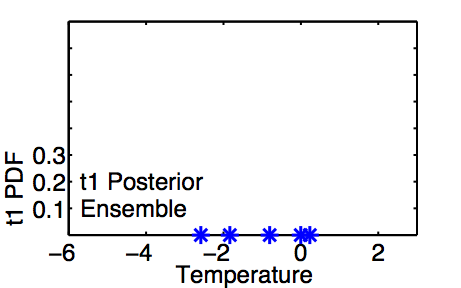 t1 PDF
0.3
0.2
0.1
t1 Posterior
Ensemble
−6
−4
−2
0
2
Temperature